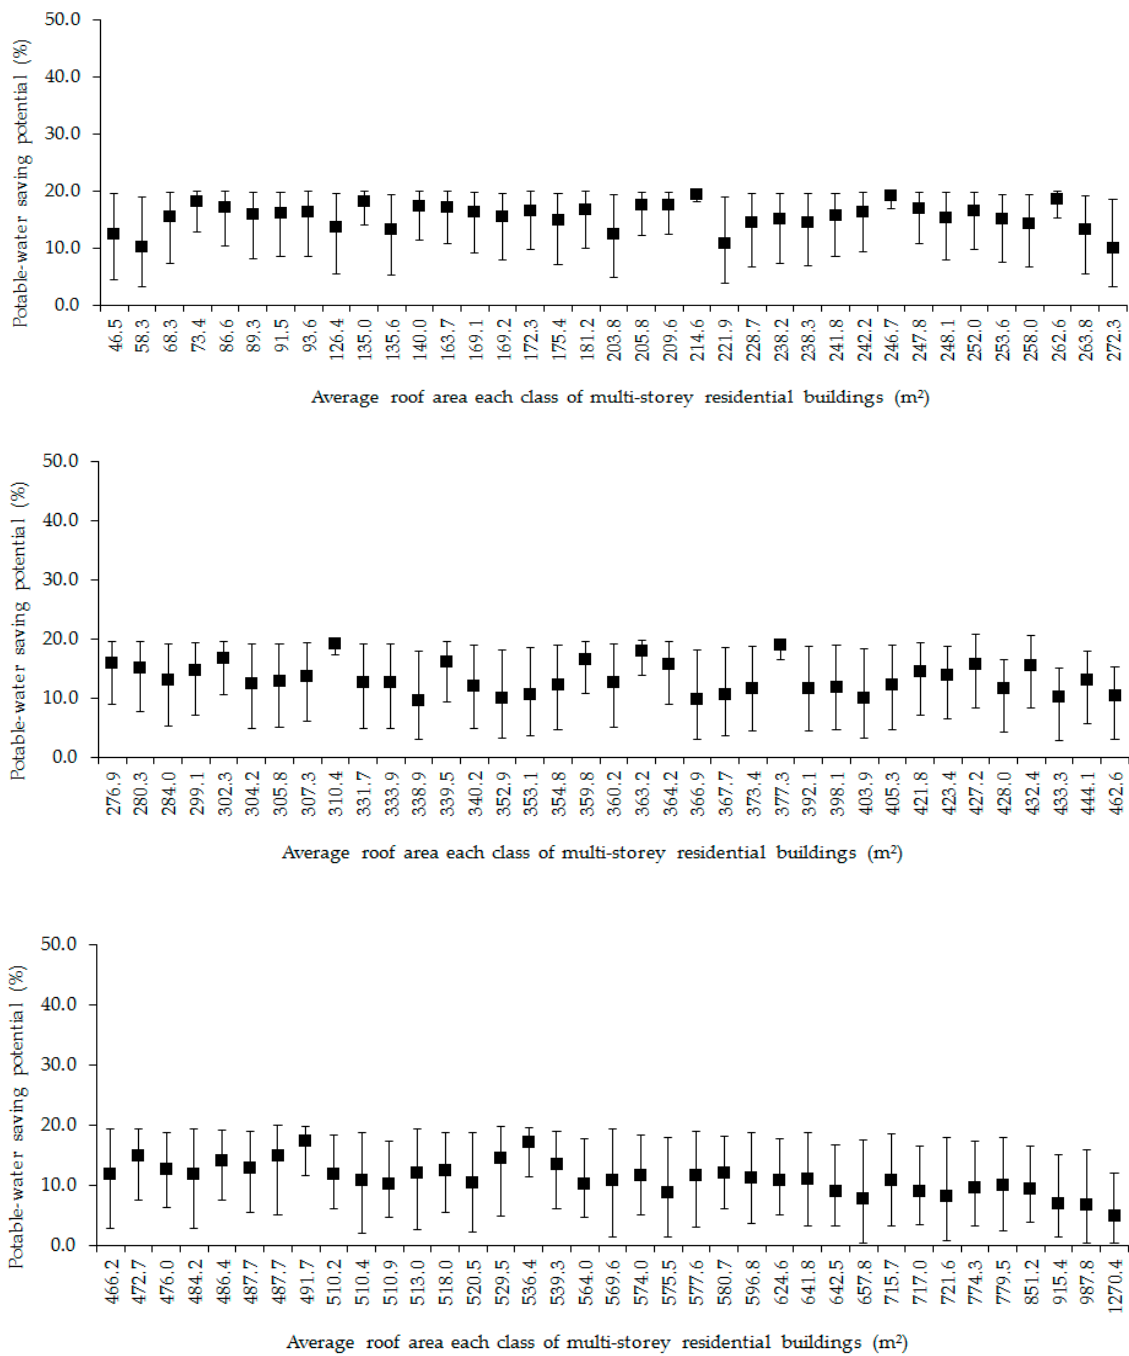 Potable-water saving potential (%)
50.0
40.0
30.0
20.0
10.0
0.0
46.5 58.3 68.3 73.4 86.6 89.3 91.5 93.6 126.4 135.0 135.6 140.0 163.7 169.1 169.2 172.3 175.4 181.2 203.8 205.8 209.6 214.6 221.9 228.7 238.2 238.3 241.8 242.2 246.7 247.8 248.1 252.0 253.6 258.0 262.6 263.8 272.3
Average roof area each class of multi-storey residential buildings (m²)
Potable-water saving potential (%)
50.0
40.0
30.0
20.0
10.0
0.0
276.9 280.3 284.0 299.1 302.3 304.2 305.8 307.3 310.4 331.7 333.9 338.9 339.5 340.2 352.9 353.1 354.8 359.8 360.2 363.2 364.2 366.9 367.7 373.4 377.3 392.1 398.1 403.9 405.3 421.8 423.4 427.2 428.0 432.4 433.3 444.1 462.6
Average roof area each class of multi-storey residential buildings (m²)
Potable-water saving potential (%)
50.0
40.0
30.0
20.0
10.0
0.0
466.2 472.7 476.0 484.2 486.4 487.7 487.7 491.7 510.2 510.4 510.9 513.0 518.0 520.5 529.5 536.4 539.3 564.0 569.6 574.0 575.5 577.6 580.7 596.8 624.6 641.8 642.5 657.8 715.7 717.0 721.6 774.3 779.5 851.2 915.4 987.8 1270.4
Average roof area each class of multi-storey residential buildings (m²)